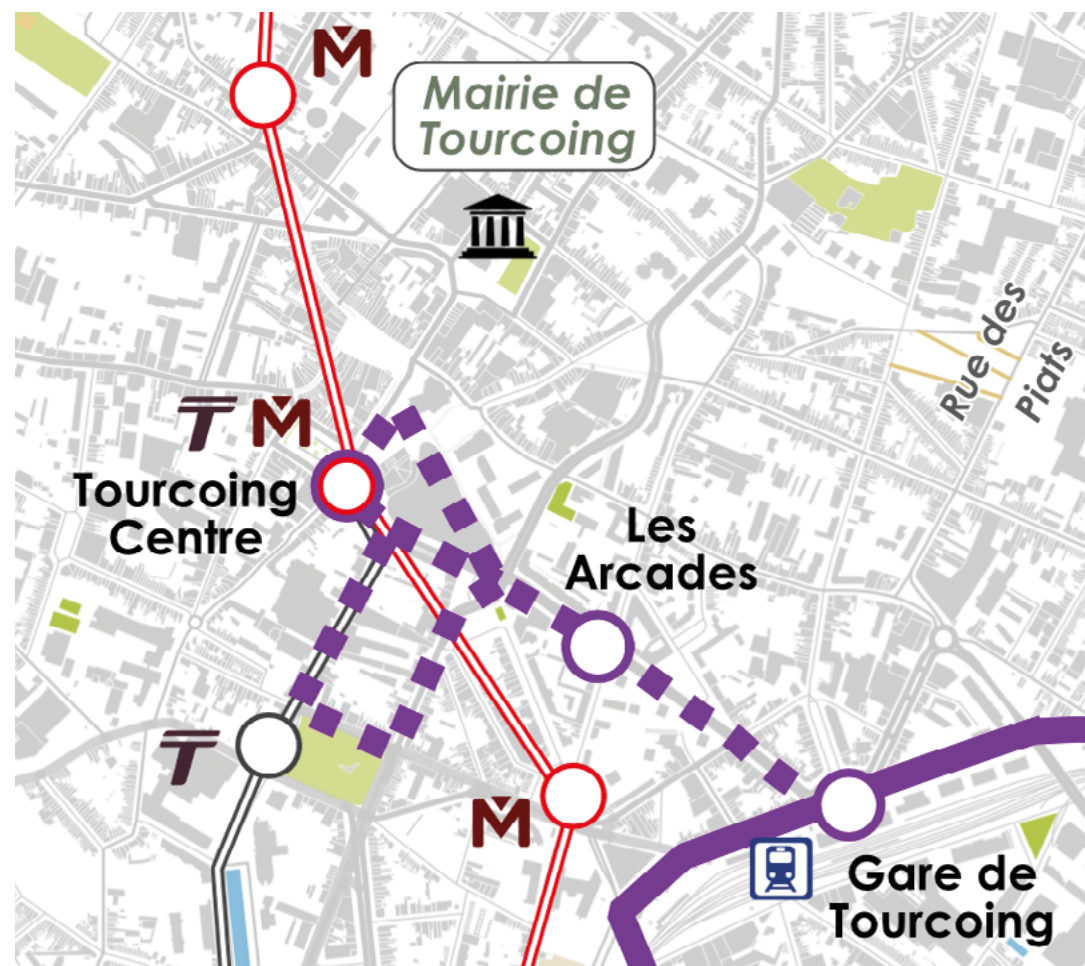 M
Mairie de
Tourcoing
Rue des
Piats
T M
Tourcoing
Centre
Les
Arcades
T
M
Gare de
Tourcoing